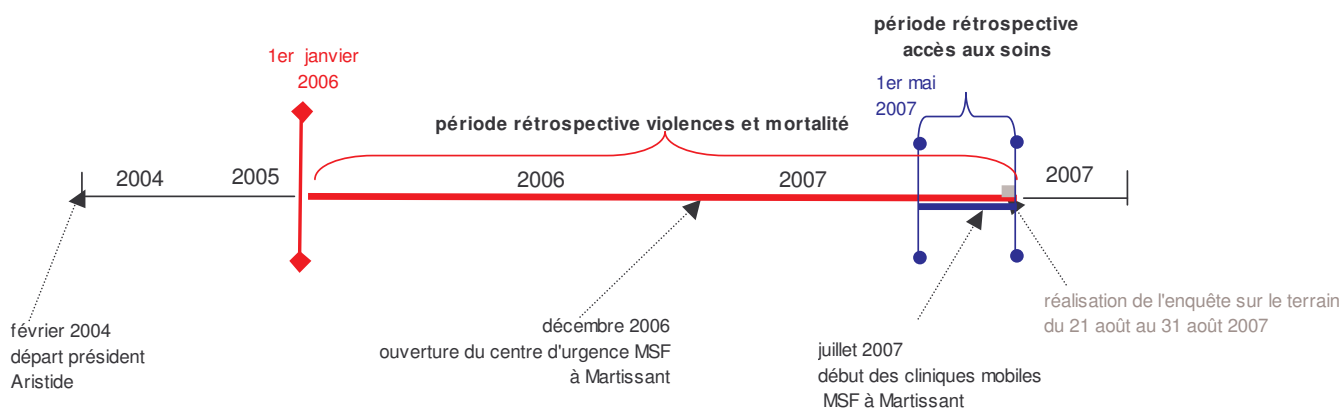 période rétrospective
accès aux soins
1er janvier
2006
1er mai
2007
période rétrospective violences et mortalité
2004
2005
2006
2007
2007
février 2004
départ président
Aristide
décembre 2006
ouverture du centre d'urgence MSF
à Martissant
juillet 2007
début des cliniques mobiles
MSF à Martissant
réalisation de l'enquête sur le terrain
du 21 août au 31 août 2007